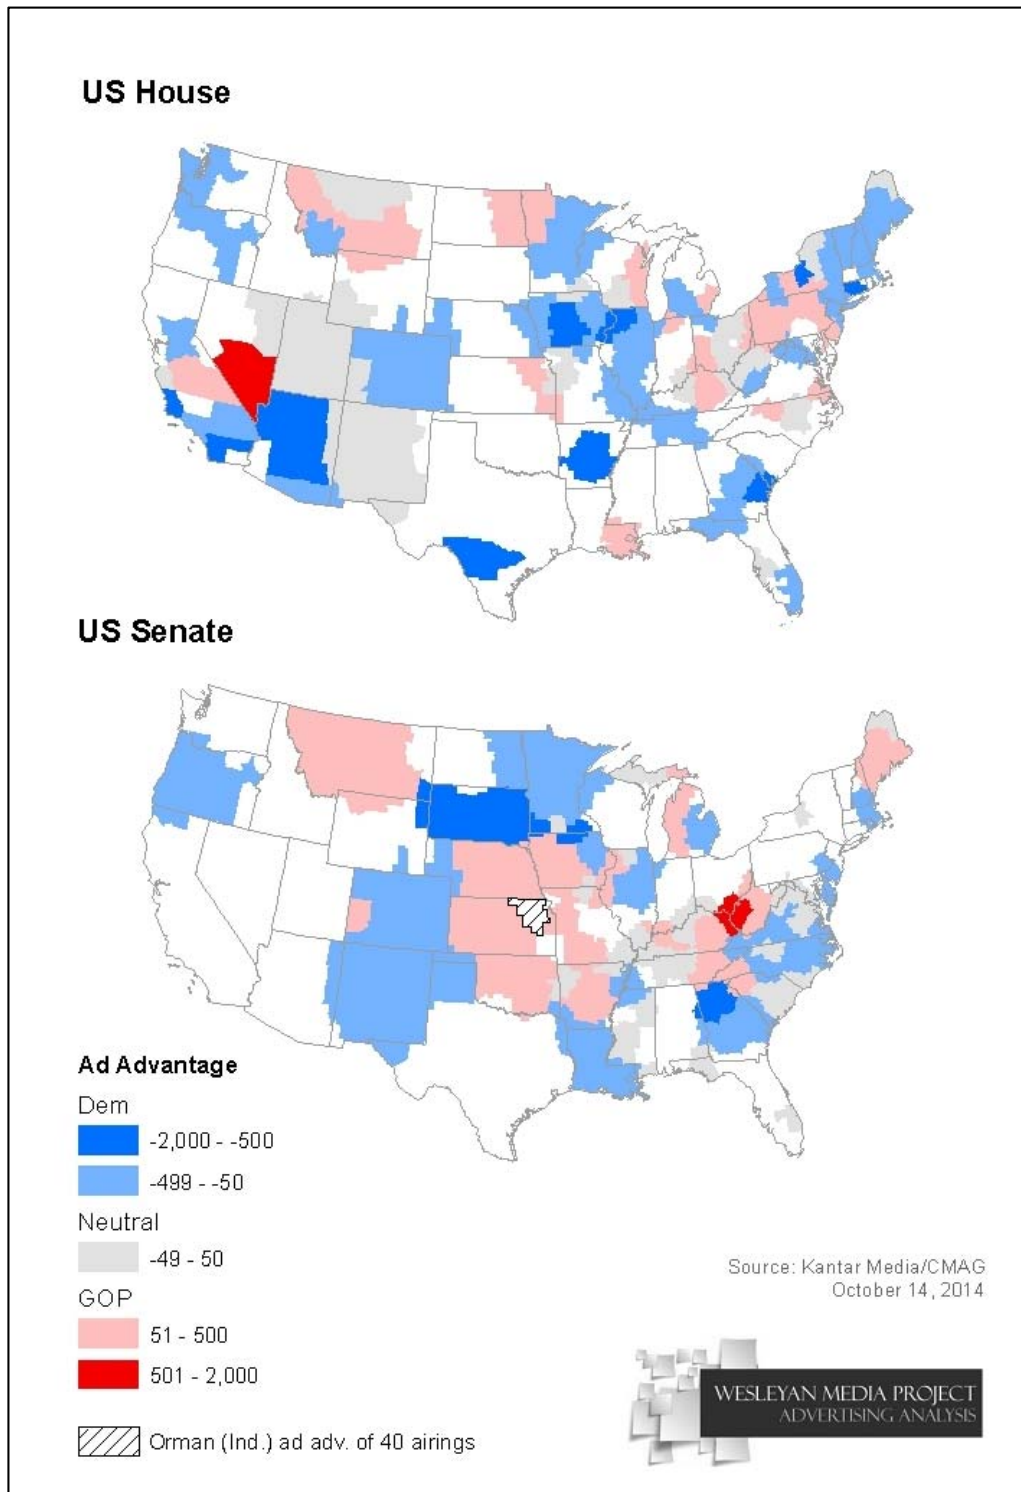 US House
US Senate
Ad Advantage
Dem
-2,000 - -500
-499 - -50
Neutral
-49 - 50
GOP
51 - 500
501 - 2,000
Orman (Ind.) ad adv. of 40 airings
Source: Kantar Media/CMAG
October 14, 2014
WESLEYAN MEDIA PROJECT
ADVERTISING ANALYSIS